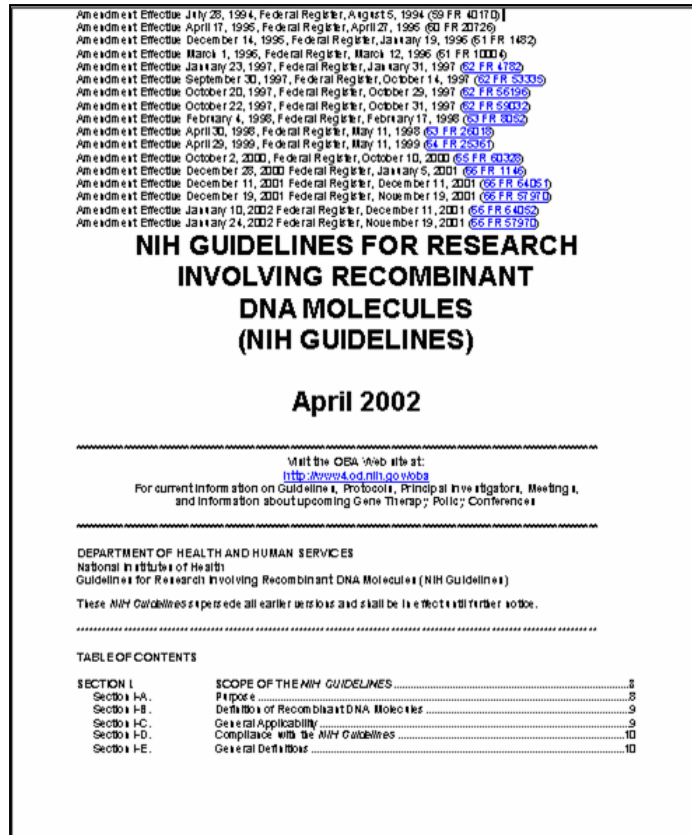 Amendment Effective July 28, 1994, Federal Register, August 5, 1994 (59 FR 40170)
Amendment Effective April 17, 1995, Federal Register, April 27, 1995 (60 FR 20726)
Amendment Effective December 14, 1995, Federal Register, January 19, 1996 (61 FR 1482)
Amendment Effective March 1, 1996, Federal Register, March 12, 1996 (61 FR 10004)
Amendment Effective January 23, 1997, Federal Register, January 31, 1997 (62 FR 4782)
Amendment Effective September 30, 1997, Federal Register, October 14, 1997 (62 FR 53335)
Amendment Effective October 20, 1997, Federal Register, October 29, 1997 (62 FR 56196)
Amendment Effective October 22, 1997, Federal Register, October 31, 1997 (62 FR 59032)
Amendment Effective February 4, 1998, Federal Register, February 17, 1998 (63 FR 8052)
Amendment Effective April 30, 1998, Federal Register, May 11, 1998 (63 FR 26018)
Amendment Effective April 29, 1999, Federal Register, May 11, 1999 (64 FR 25361)
Amendment Effective October 2, 2000, Federal Register, October 10, 2000 (65 FR 60328)
Amendment Effective December 28, 2000 Federal Register, January 5, 2001 (66 FR 1146)
Amendment Effective December 11, 2001 Federal Register, December 11, 2001 (66 FR 64051)
Amendment Effective December 19, 2001 Federal Register, November 19, 2001 (66 FR 57970)
Amendment Effective January 10, 2002 Federal Register, December 11, 2001 (66 FR 64052)
Amendment Effective January 24, 2002 Federal Register, November 19, 2001 (66 FR 57970)
NIH GUIDELINES FOR RESEARCH
INVOLVING RECOMBINANT
DNA MOLECULES
(NIH GUIDELINES)
April 2002
Visit the OBA Web site at:
http://www4.od.nih.gov/oba
For current information on Guidelines, Protocols, Principal Investigators, Meetings,
and information about upcoming Gene Therapy Policy Conferences
DEPARTMENT OF HEALTH AND HUMAN SERVICES
National Institutes of Health
Guidelines for Research Involving Recombinant DNA Molecules (NIH Guidelines)
These NIH Guidelines supersede all earlier versions and shall be in effect until further notice.
TABLE OF CONTENTS
SECTION I. SCOPE OF THE NIH GUIDELINES 8
Section I-A. Purpose 8
Section I-B. Definition of Recombinant DNA Molecules 9
Section I-C. General Applicability 9
Section I-D. Compliance with the NIH Guidelines 10
Section I-E. General Definitions 10